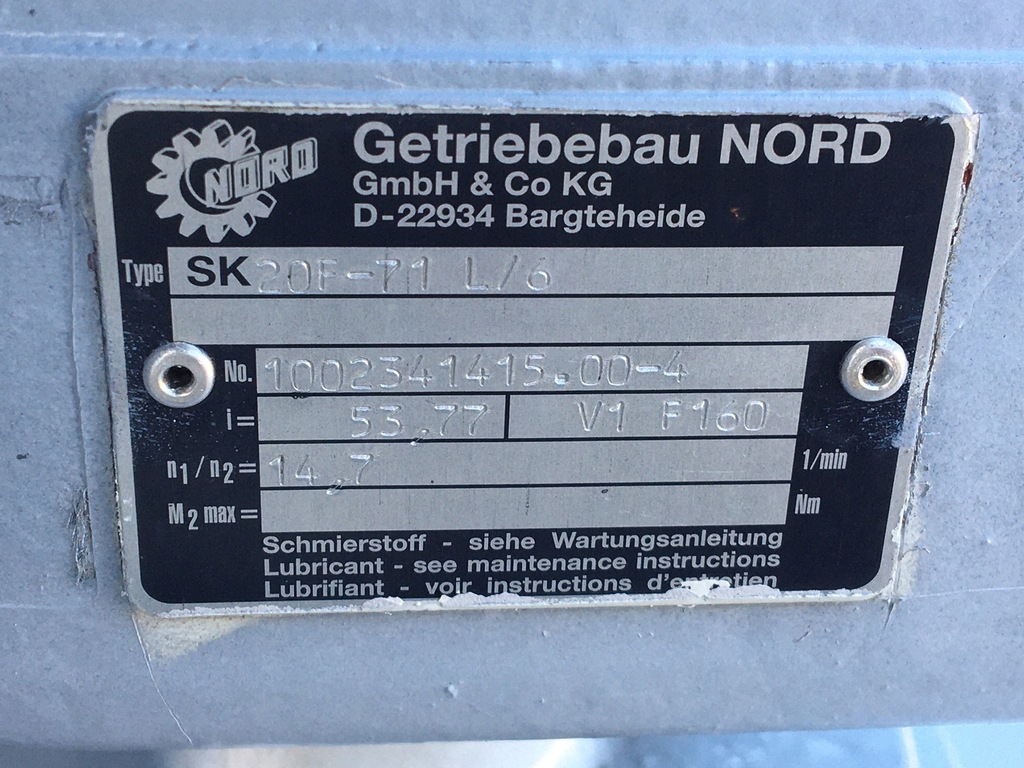 NORD
Getriebebau NORD
GmbH & Co KG
D-22934 Bargteheide
Type SK 20F-71 L/6
No. 1002341415.00-4
i= 53,77 V1 F160
n1/n2= 14,7 1/min
M2 max= Nm
Schmierstoff - siehe Wartungsanleitung
Lubricant - see maintenance instructions
Lubrifiant - voir instructions d'entretien